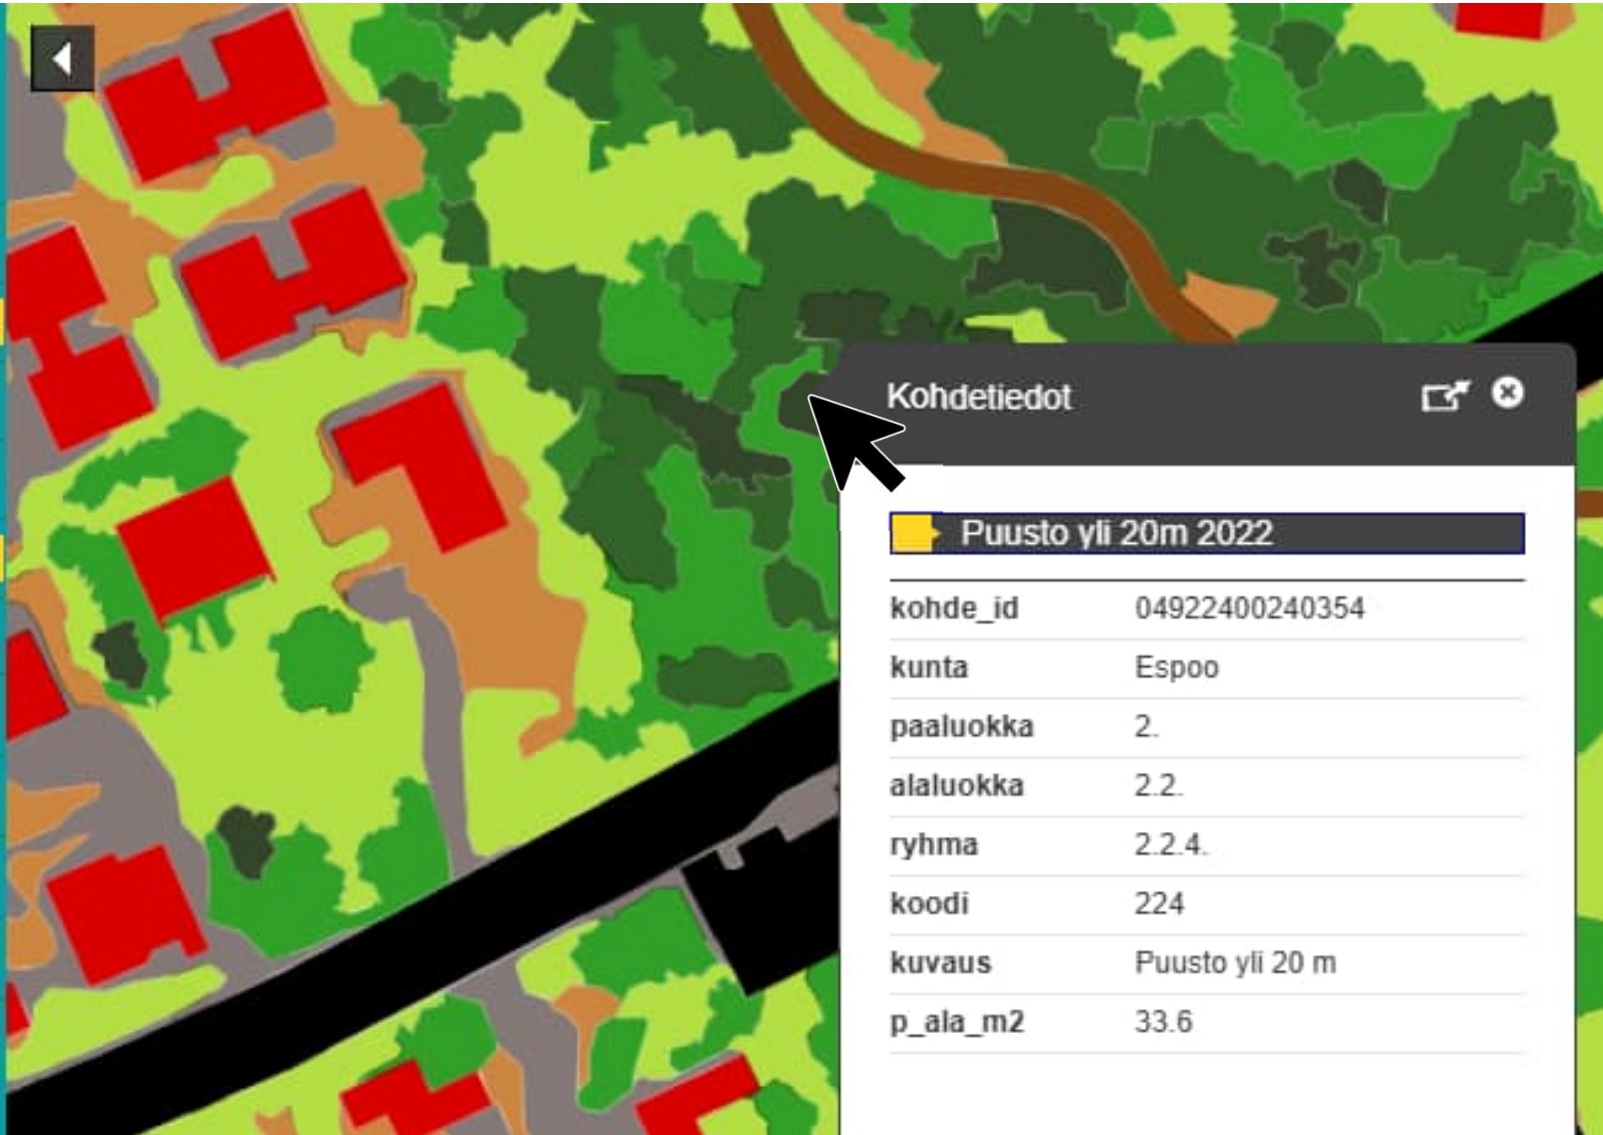 Kohdetiedot
Puusto yli 20m 2022
kohde_id 04922400240354
kunta Espoo
paaluokka 2.
alaluokka 2.2.
ryhma 2.2.4.
koodi 224
kuvaus Puusto yli 20 m
p_ala_m2 33.6